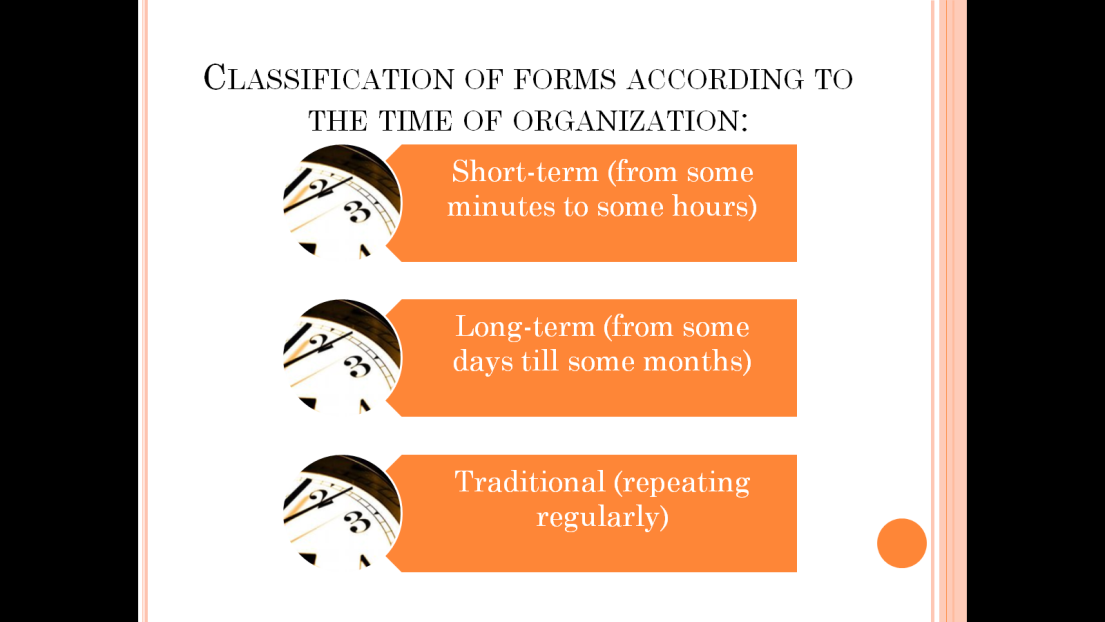 Classification of forms according to
the time of organization:
Short-term (from some
minutes to some hours)
Long-term (from some
days till some months)
Traditional (repeating
regularly)